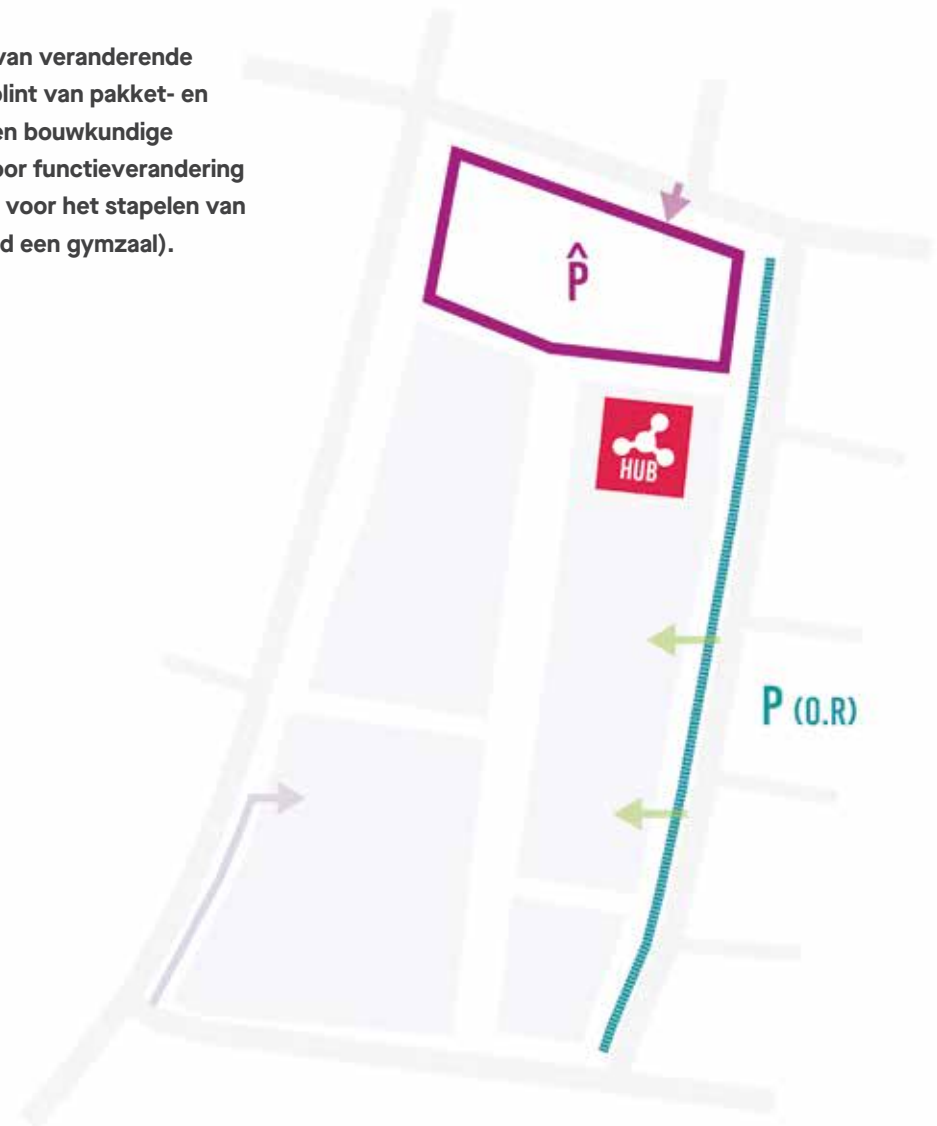 van veranderende
plint van pakket- en
en bouwkundige
oor functieverandering
voor het stapelen van
d een gymzaal).
P̂
HUB
P (O.R)